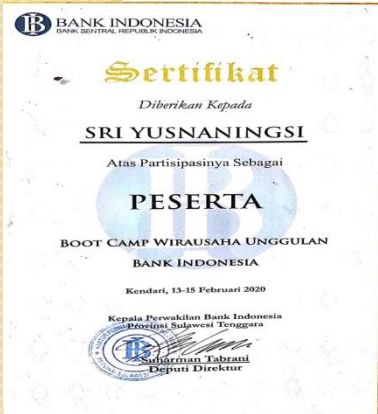 BANK INDONESIA
BANK SENTRAL REPUBLIK INDONESIA
Sertifikat
Diberikan Kepada
SRI YUSNANINGSI
Atas Partisipasinya Sebagai
PESERTA
BOOT CAMP WIRAUSAHA UNGGULAN
BANK INDONESIA
Kendari, 13-15 Februari 2020
Kepala Perwakilan Bank Indonesia
Provinsi Sulawesi Tenggara
Suharman Tabrani
Deputi Direktur